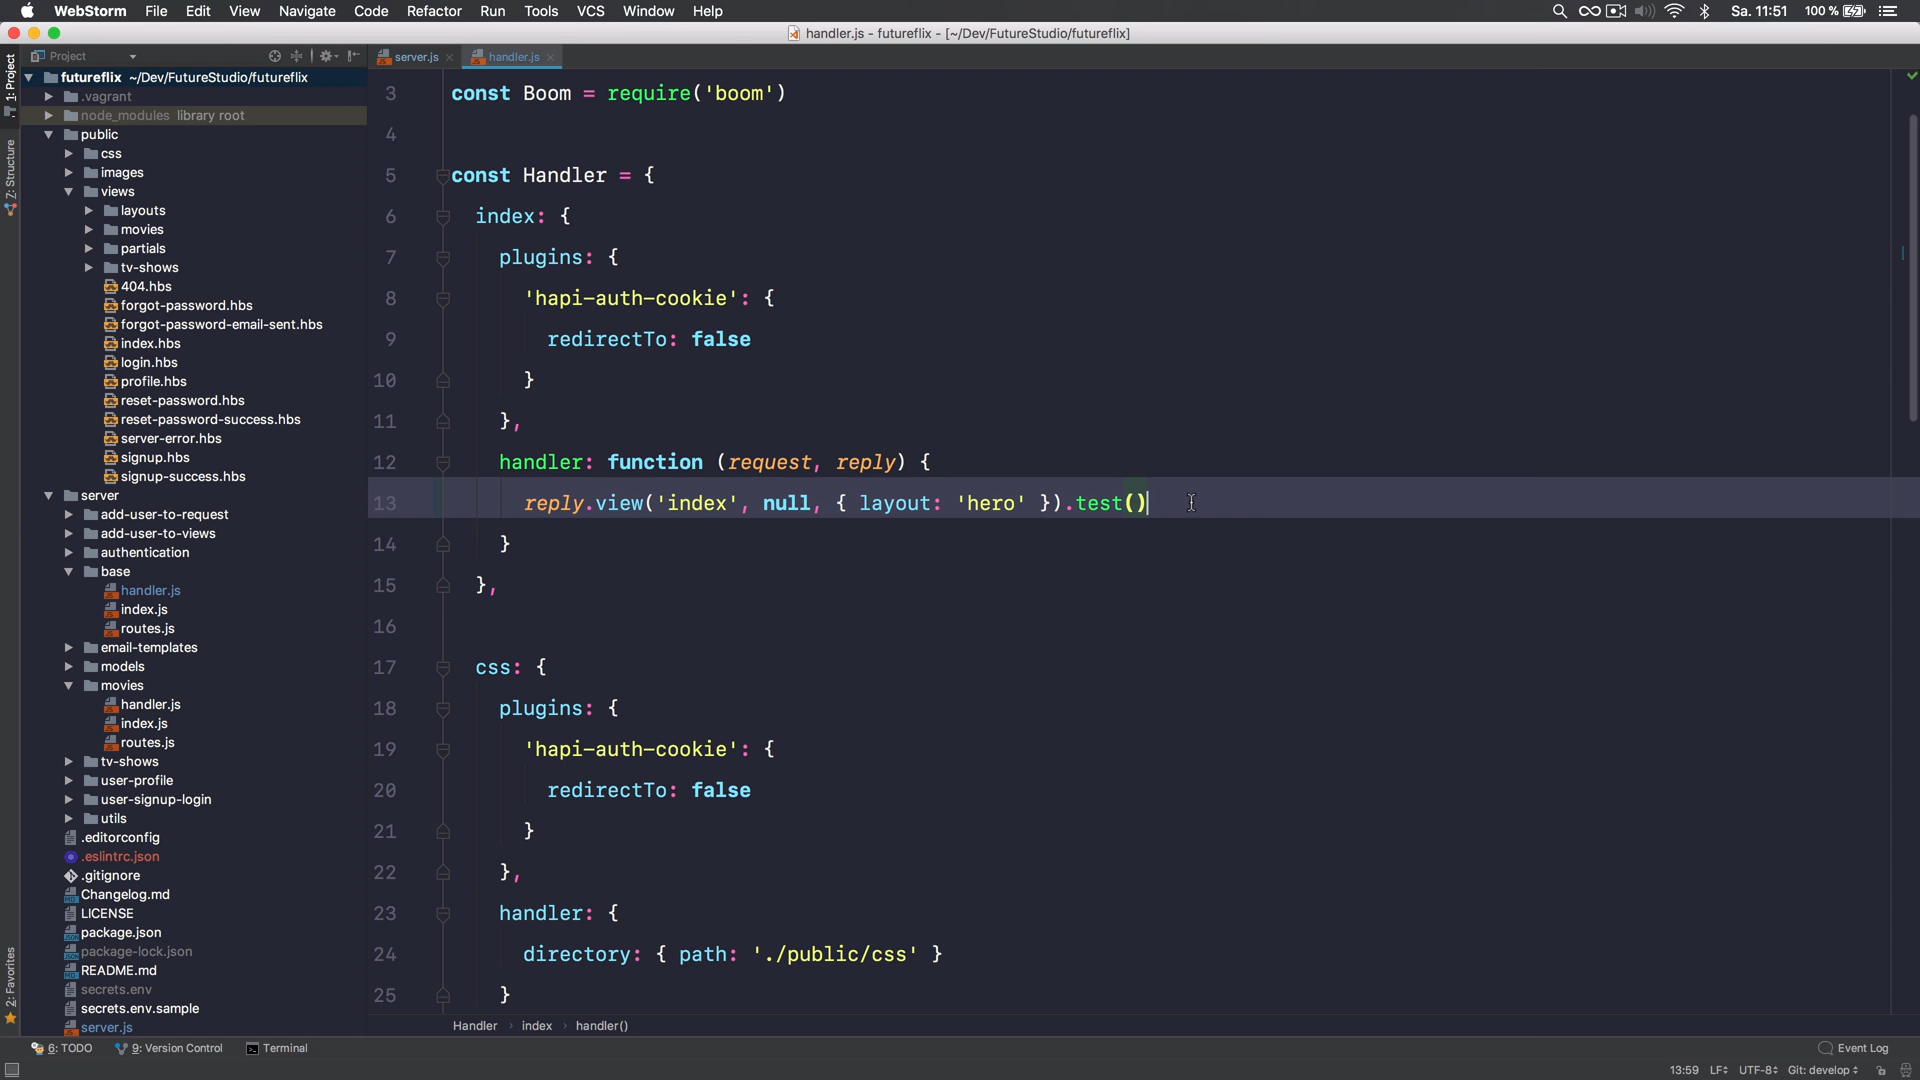 WebStorm File Edit View Navigate Code Refactor Run Tools VCS Window Help Sa. 11:51 100 %
handler.js - futureflix - [~/Dev/FutureStudio/futureflix]
Project
server.js
handler.js
1: Project
Z: Structure
2: Favorites
futureflix ~/Dev/FutureStudio/futureflix
.vagrant
node_modules library root
public
css
images
views
layouts
movies
partials
tv-shows
404.hbs
forgot-password.hbs
forgot-password-email-sent.hbs
index.hbs
login.hbs
profile.hbs
reset-password.hbs
reset-password-success.hbs
server-error.hbs
signup.hbs
signup-success.hbs
server
add-user-to-request
add-user-to-views
authentication
base
handler.js
index.js
routes.js
email-templates
models
movies
handler.js
index.js
routes.js
tv-shows
user-profile
user-signup-login
utils
.editorconfig
.eslintrc.json
.gitignore
Changelog.md
LICENSE
package.json
package-lock.json
README.md
secrets.env
secrets.env.sample
server.js
3 const Boom = require('boom')
4
5 const Handler = {
6 index: {
7 plugins: {
8 'hapi-auth-cookie': {
9 redirectTo: false
10 }
11 },
12 handler: function (request, reply) {
13 reply.view('index', null, { layout: 'hero' }).test()
14 }
15 },
16
17 css: {
18 plugins: {
19 'hapi-auth-cookie': {
20 redirectTo: false
21 }
22 },
23 handler: {
24 directory: { path: './public/css' }
25 }
Handler › index › handler()
6: TODO 9: Version Control Terminal Event Log
13:59 LF UTF-8 Git: develop